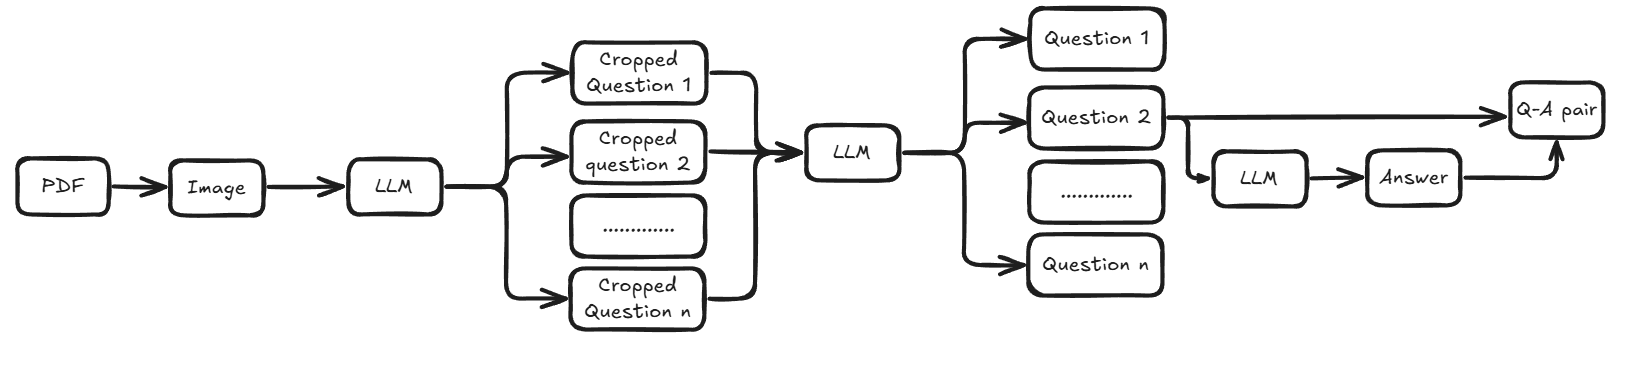 PDF
Image
LLM
Cropped
Question 1
Cropped
question 2
.............
Cropped
Question n
LLM
Question 1
Question 2
.............
Question n
LLM
Answer
Q-A pair